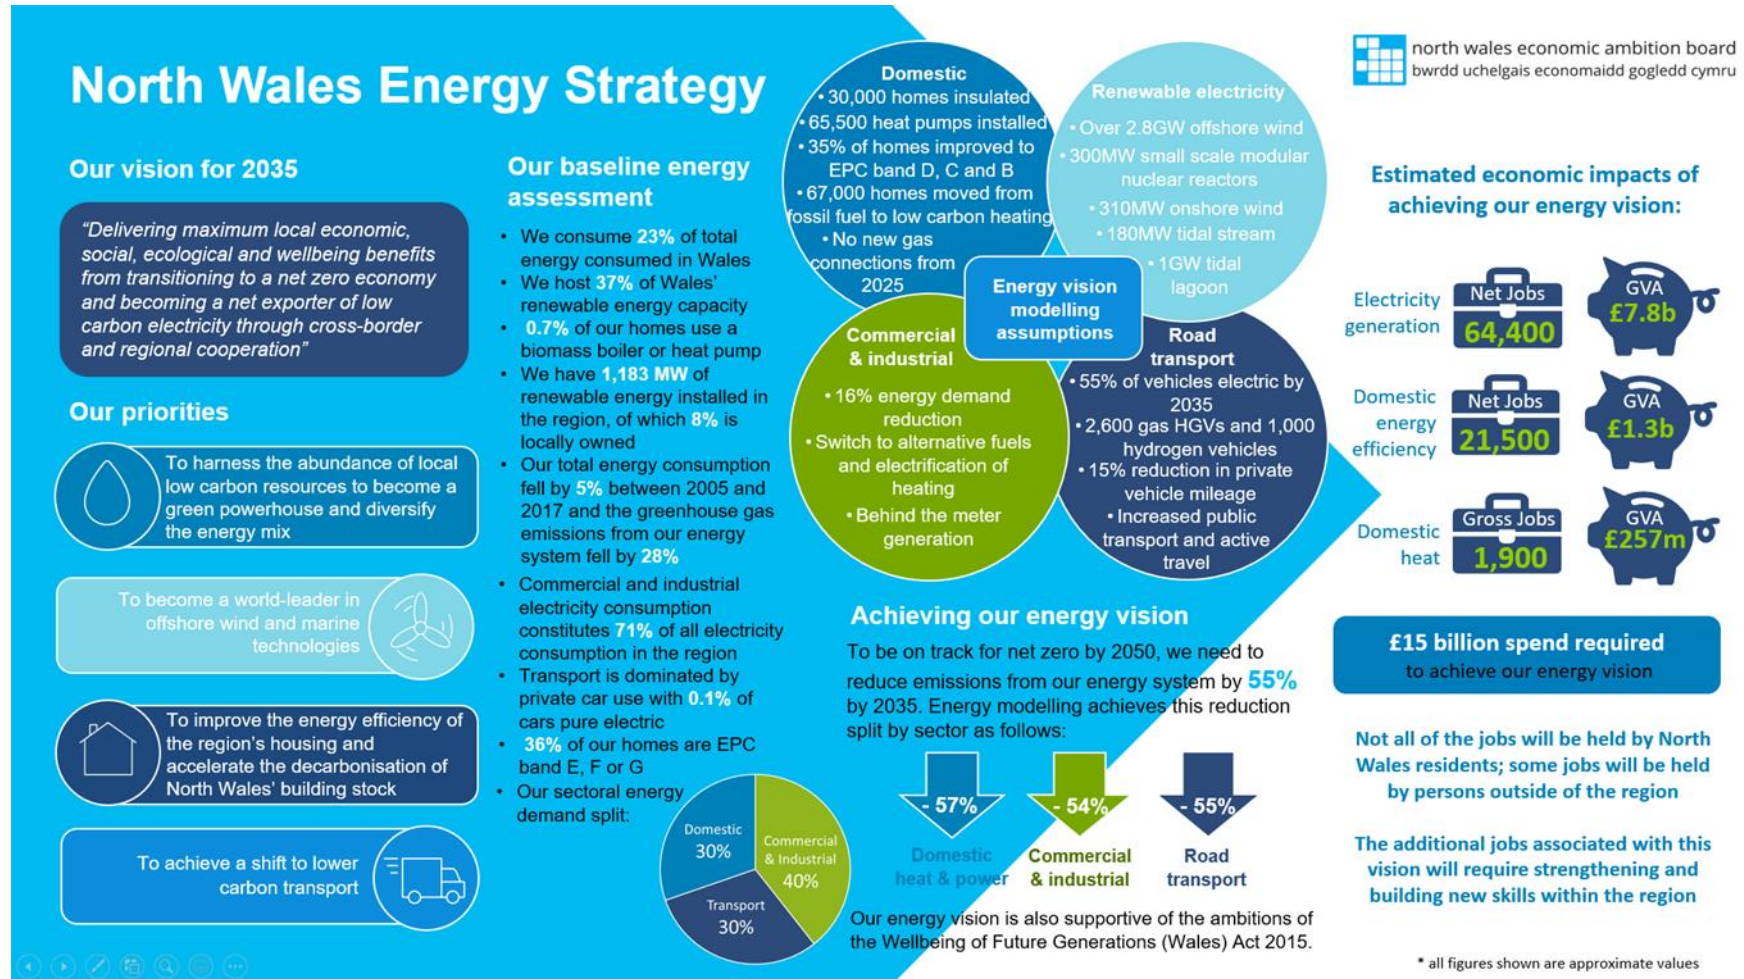 North Wales Energy Strategy
Our vision for 2035
“Delivering maximum local economic,
social, ecological and wellbeing benefits
from transitioning to a net zero economy
and becoming a net exporter of low
carbon electricity through cross-border
and regional cooperation”
Our priorities
To harness the abundance of local
low carbon resources to become a
green powerhouse and diversify
the energy mix
To become a world-leader in
offshore wind and marine
technologies
To improve the energy efficiency of
the region's housing and
accelerate the decarbonisation of
North Wales' building stock
To achieve a shift to lower
carbon transport
Our baseline energy
assessment
• We consume 23% of total
energy consumed in Wales
• We host 37% of Wales'
renewable energy capacity
• 0.7% of our homes use a
biomass boiler or heat pump
• We have 1,183 MW of
renewable energy installed in
the region, of which 8% is
locally owned
• Our total energy consumption
fell by 5% between 2005 and
2017 and the greenhouse gas
emissions from our energy
system fell by 28%
• Commercial and industrial
electricity consumption
constitutes 71% of all electricity
consumption in the region
• Transport is dominated by
private car use with 0.1% of
cars pure electric
• 36% of our homes are EPC
band E, F or G
• Our sectoral energy
demand split:
Domestic
30%
Commercial
& Industrial
40%
Transport
30%
Domestic
• 30,000 homes insulated
• 65,500 heat pumps installed
• 35% of homes improved to
EPC band D, C and B
• 67,000 homes moved from
fossil fuel to low carbon heating
• No new gas
connections from
2025
Renewable electricity
• Over 2.8GW offshore wind
• 300MW small scale modular
nuclear reactors
• 310MW onshore wind
• 180MW tidal stream
• 1GW tidal
lagoon
Energy vision
modelling
assumptions
Commercial
& industrial
• 16% energy demand
reduction
• Switch to alternative fuels
and electrification of
heating
• Behind the meter
generation
Road
transport
• 55% of vehicles electric by
2035
• 2,600 gas HGVs and 1,000
hydrogen vehicles
• 15% reduction in private
vehicle mileage
• Increased public
transport and active
travel
Achieving our energy vision
To be on track for net zero by 2050, we need to
reduce emissions from our energy system by 55%
by 2035. Energy modelling achieves this reduction
split by sector as follows:
- 57%
Domestic
heat & power
- 54%
Commercial
& industrial
- 55%
Road
transport
Our energy vision is also supportive of the ambitions of
the Wellbeing of Future Generations (Wales) Act 2015.
north wales economic ambition board
bwrdd uchelgais economaidd gogledd cymru
Estimated economic impacts of
achieving our energy vision:
Electricity
generation
Net Jobs
64,400
GVA
£7.8b
Domestic
energy
efficiency
Net Jobs
21,500
GVA
£1.3b
Domestic
heat
Gross Jobs
1,900
GVA
£257m
£15 billion spend required
to achieve our energy vision
Not all of the jobs will be held by North
Wales residents; some jobs will be held
by persons outside of the region
The additional jobs associated with this
vision will require strengthening and
building new skills within the region
* all figures shown are approximate values